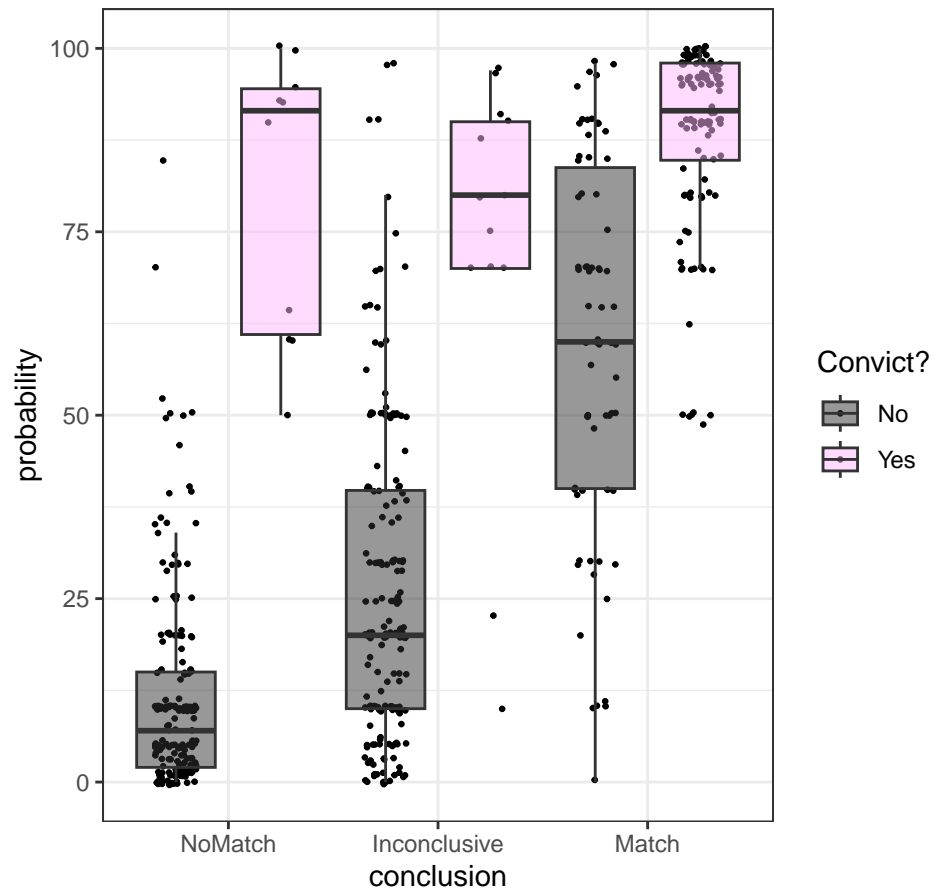 100
75
50
25
0
probability
NoMatch
Inconclusive
Match
conclusion
Convict?
No
Yes